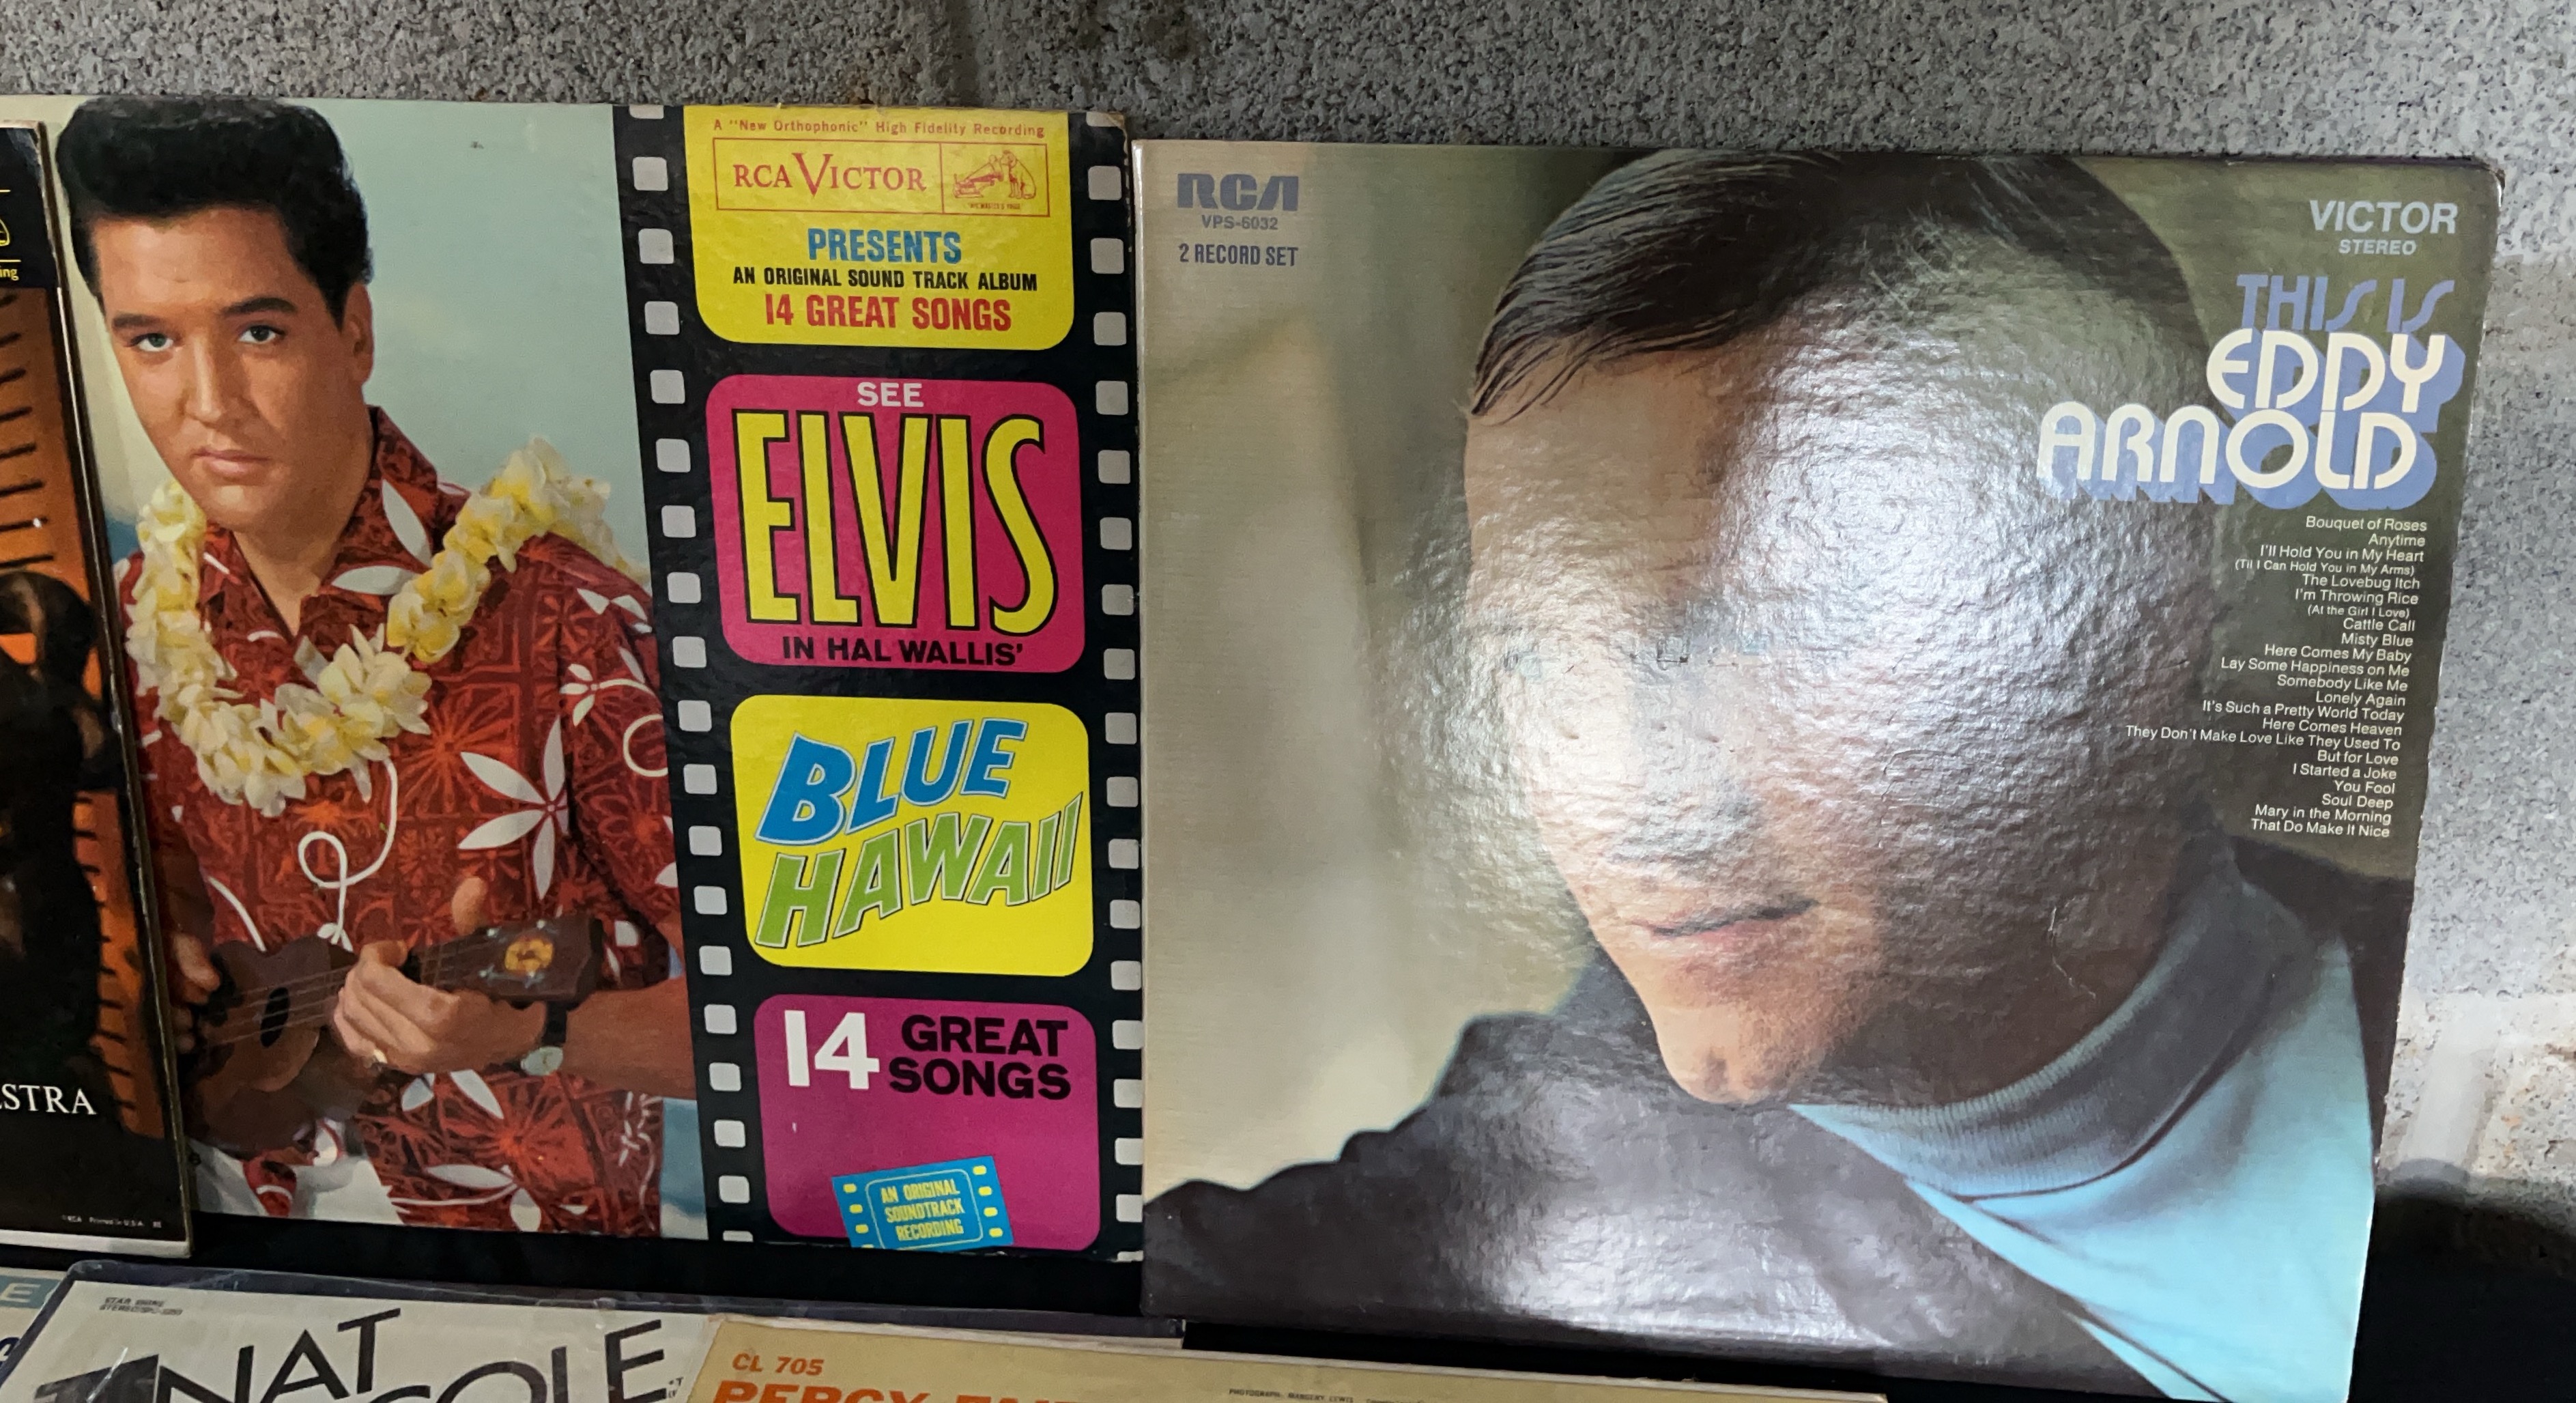 ing
STRA
A "New Orthophonic" High Fidelity Recording
RCA VICTOR
PRESENTS
AN ORIGINAL SOUND TRACK ALBUM
14 GREAT SONGS
SEE
ELVIS
IN HAL WALLIS'
BLUE
HAWAII
14 GREAT
SONGS
AN ORIGINAL
SOUNDTRACK
RECORDING
RCA
VPS-6032
2 RECORD SET
VICTOR
STEREO
THIS IS
EDDY
ARNOLD
Bouquet of Roses
Anytime
I'll Hold You in My Heart
(Til I Can Hold You in My Arms)
The Lovebug Itch
I'm Throwing Rice
(At the Girl I Love)
Cattle Call
Misty Blue
Here Comes My Baby
Lay Some Happiness on Me
Somebody Like Me
Lonely Again
It's Such a Pretty World Today
Here Comes Heaven
They Don't Make Love Like They Used To
But for Love
I Started a Joke
You Fool
Soul Deep
Mary in the Morning
That Do Make It Nice
NAT
COLE
CL 705
PERCY